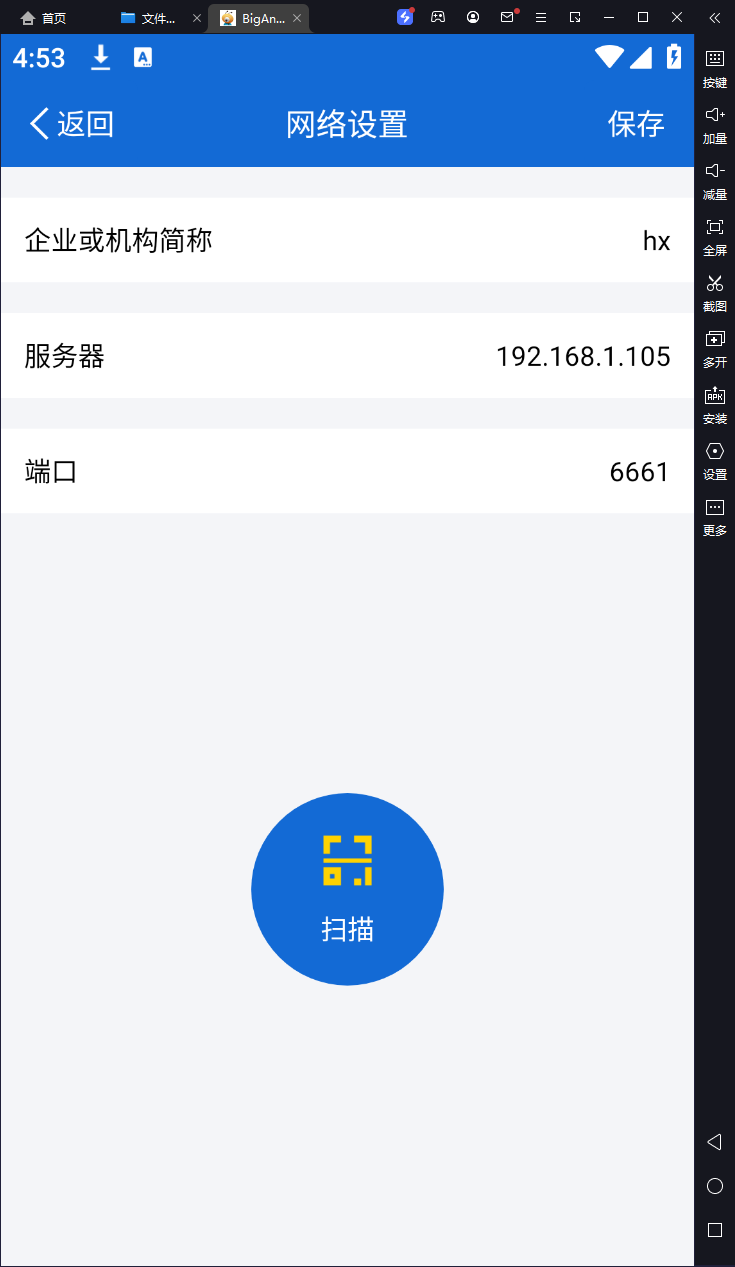 首页
文件...
BigAn...
4:53
返回
网络设置
保存
企业或机构简称
hx
服务器
192.168.1.105
端口
6661
扫描
按键
加量
减量
全屏
截图
多开
APK
安装
设置
更多